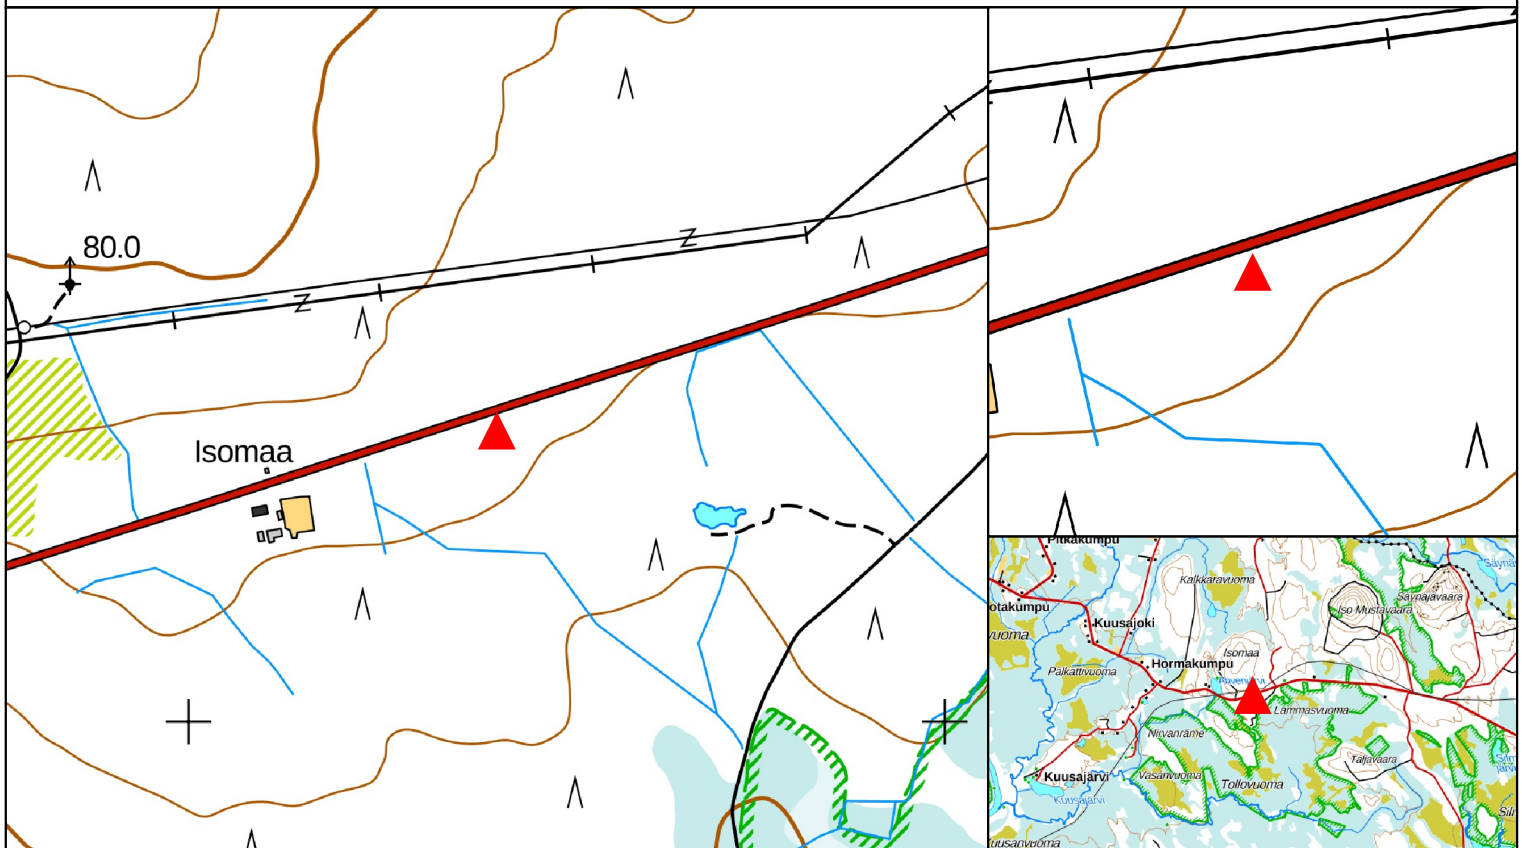 80.0
Z
Z
Isomaa
Pitkäkumpu
Kalkkaravuoma
Säynäjävaara
otakumpu
Iso Mustavaara
Kuusajoki
vuoma
Isomaa
Hormakumpu
Pälkättivuoma
Lammasvuoma
Nirvanräme
Taljavaara
Kuusajärvi
Vasanvuoma
Tollovuoma
Kuusajärvi
uusanvuoma